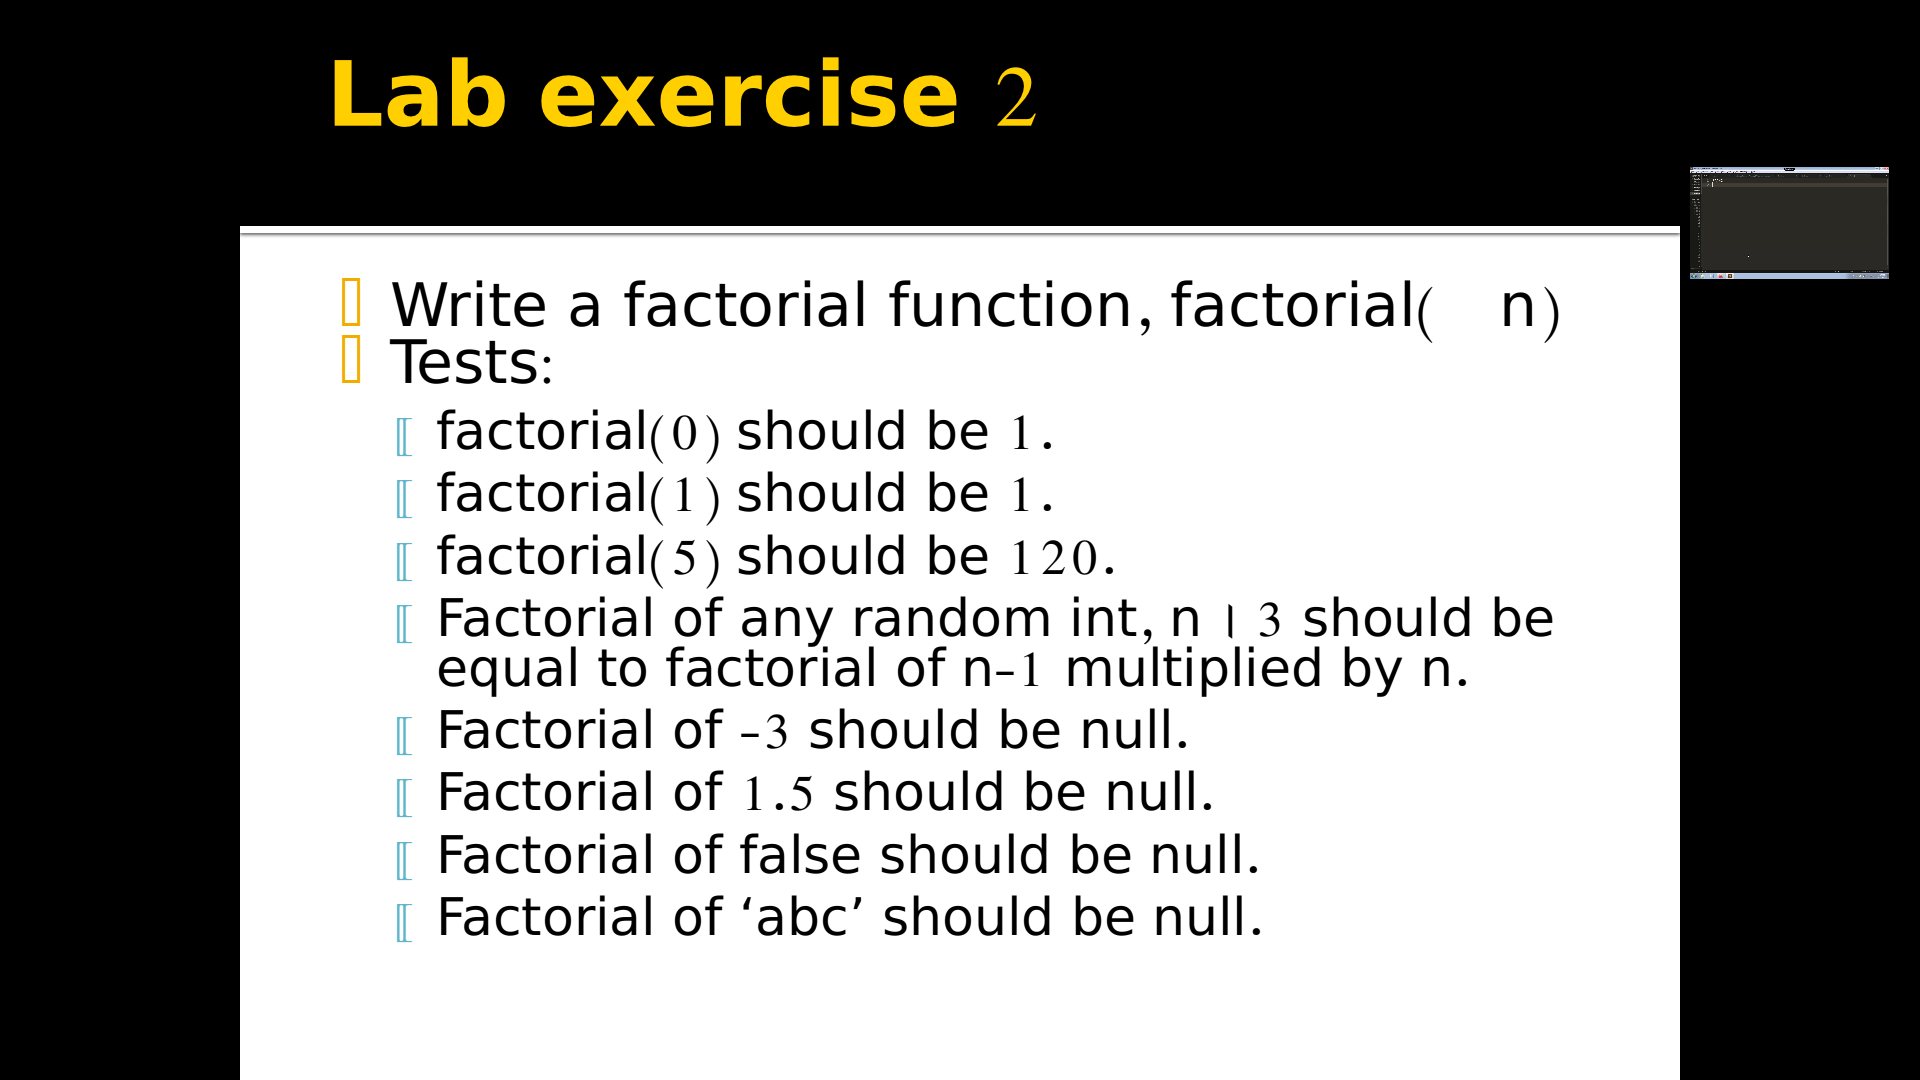 Lab exercise 2
Write a factorial function, factorial( n)
Tests:
factorial(0) should be 1.
factorial(1) should be 1.
factorial(5) should be 120.
Factorial of any random int, n | 3 should be
equal to factorial of n–1 multiplied by n.
Factorial of –3 should be null.
Factorial of 1.5 should be null.
Factorial of false should be null.
Factorial of ‘abc’ should be null.